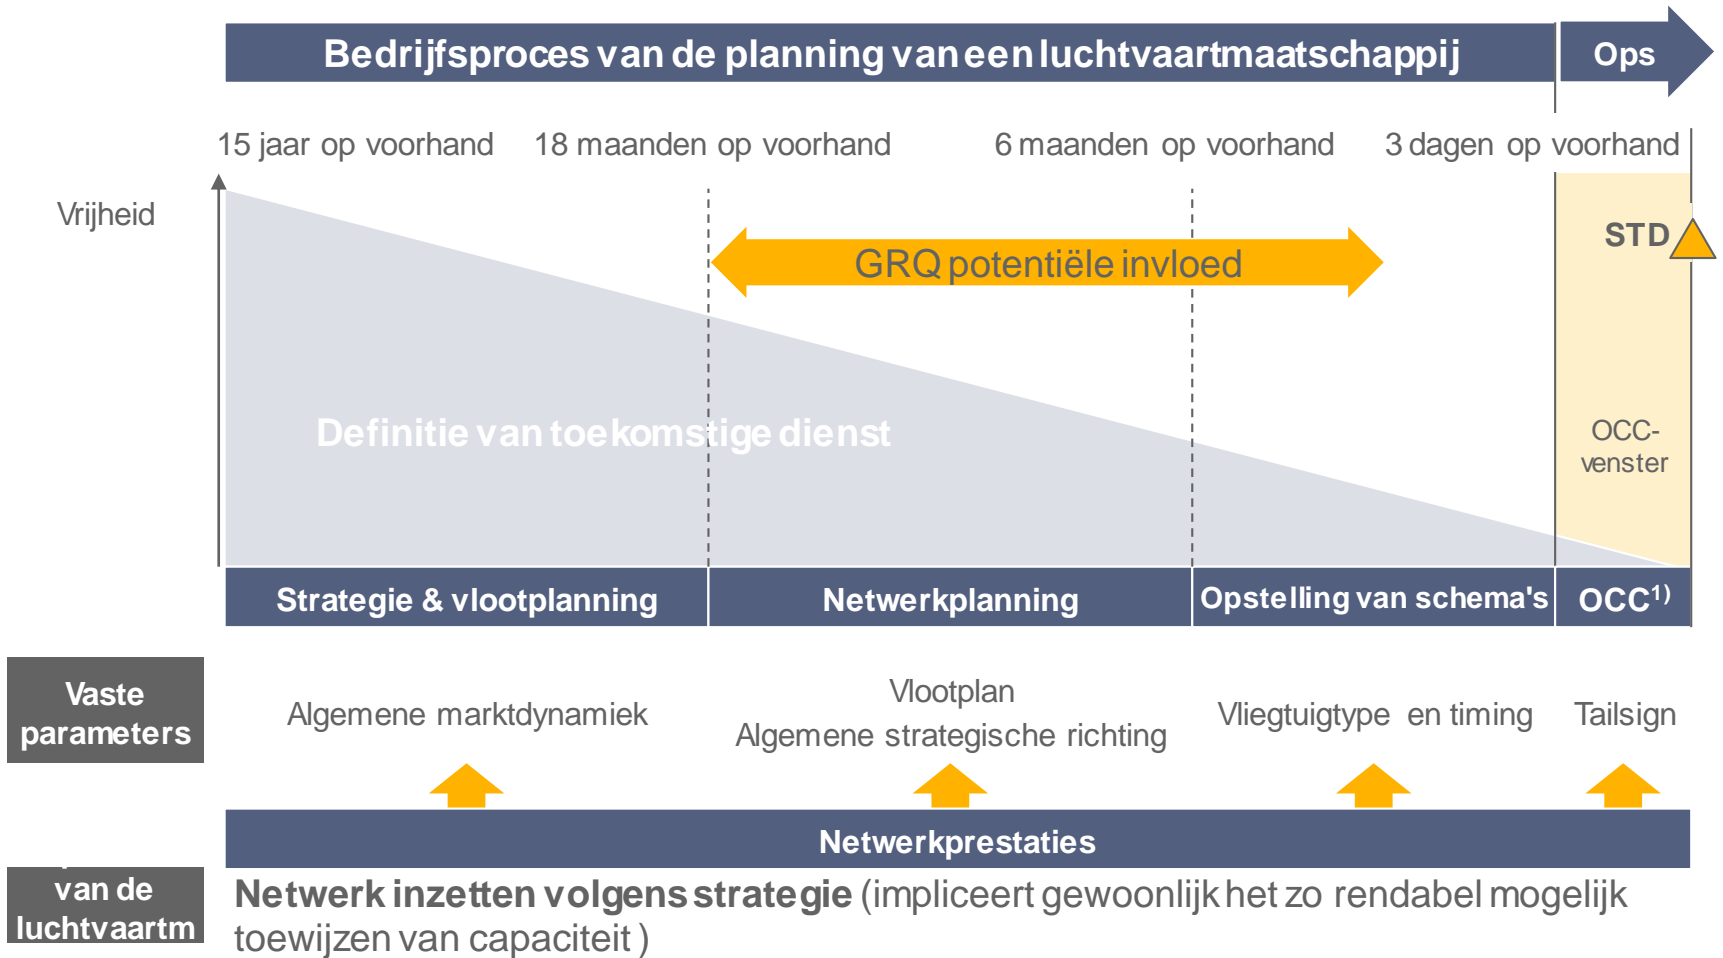 Bedrijfsproces van de planning van een luchtvaartmaatschappij
Ops
15 jaar op voorhand
18 maanden op voorhand
6 maanden op voorhand
3 dagen op voorhand
Vrijheid
GRQ potentiële invloed
STD
Definitie van toekomstige dienst
OCC-
venster
Strategie & vlootplanning
Netwerkplanning
Opstelling van schema's
OCC¹⁾
Vaste
parameters
Algemene marktdynamiek
Vlootplan
Algemene strategische richting
Vliegtuigtype en timing
Tailsign
Netwerkprestaties
van de
luchtvaartm
Netwerk inzetten volgens strategie (impliceert gewoonlijk het zo rendabel mogelijk
toewijzen van capaciteit )